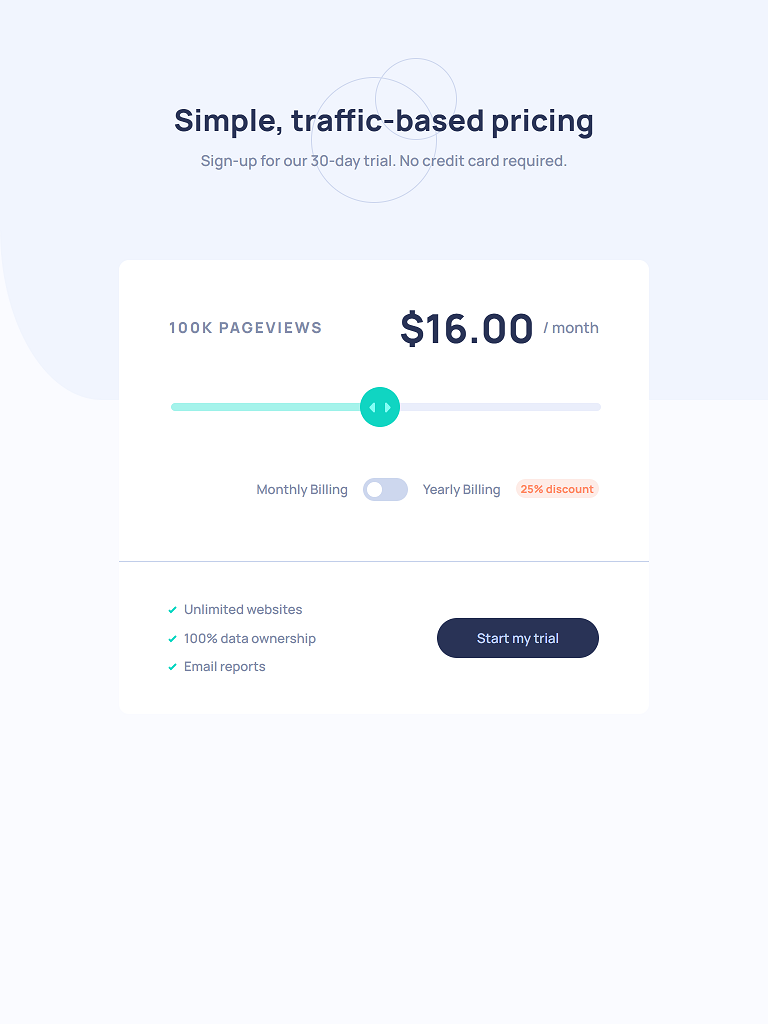 Simple, traffic-based pricing
Sign-up for our 30-day trial. No credit card required.
100K PAGEVIEWS
$16.00 / month
Monthly Billing
Yearly Billing
25% discount
Unlimited websites
100% data ownership
Email reports
Start my trial